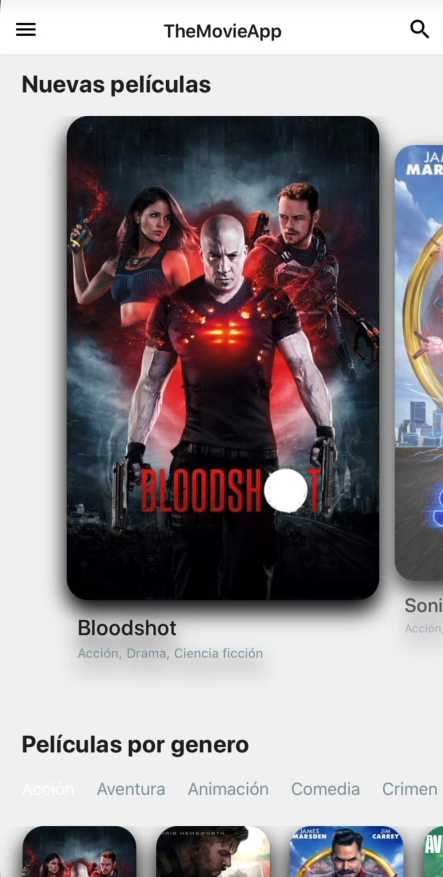 TheMovieApp
Nuevas películas
JAM
MAR
BLOODSH T
Bloodshot
Acción, Drama, Ciencia ficción
Soni
Acción,
Películas por genero
Acción Aventura Animación Comedia Crimen
CHRIS HEMSWORTH
JAMES MARSDEN
JIM CARREY
AV